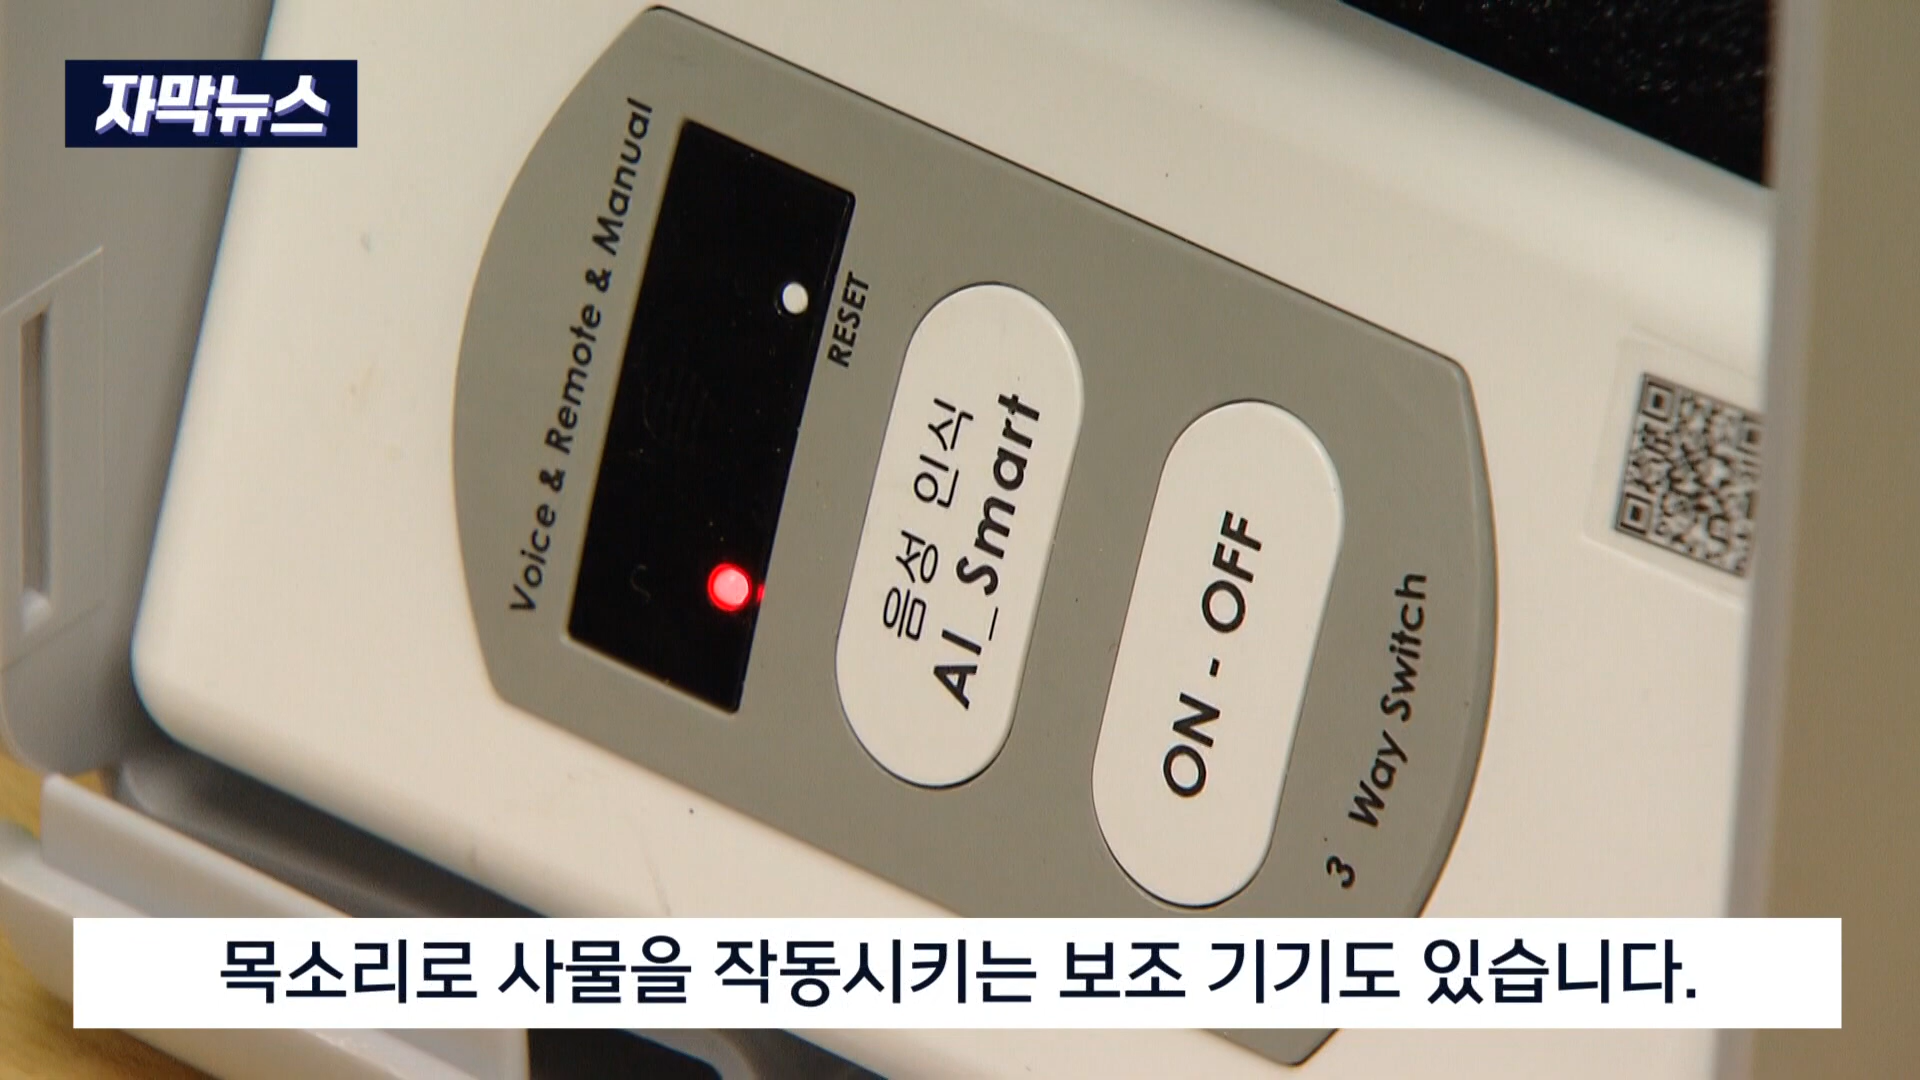 자막뉴스
Voice & Remote & Manual
RESET
음성 인식
AI_Smart
ON - OFF
3 Way Switch
목소리로 사물을 작동시키는 보조 기기도 있습니다.